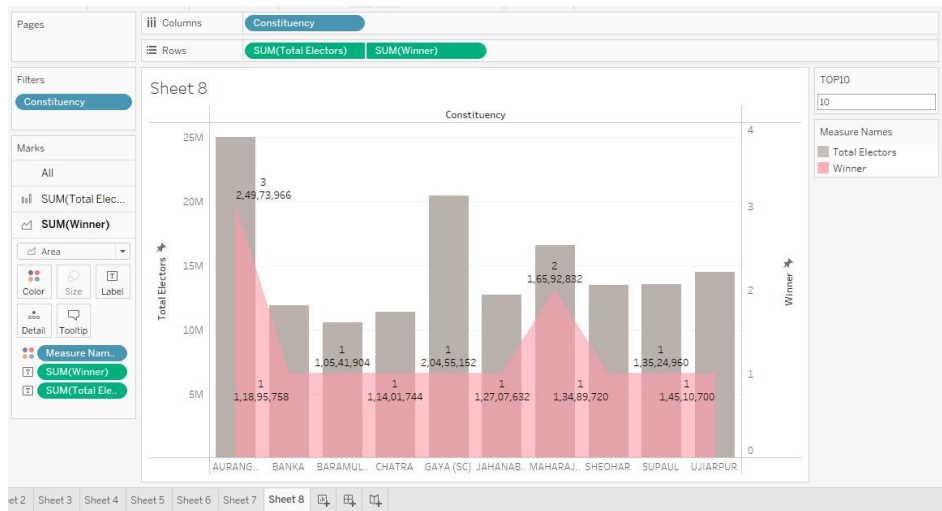 Pages
Columns
Constituency
Rows
SUM(Total Electors)
SUM(Winner)
Filters
Constituency
Marks
All
SUM(Total Elec...
SUM(Winner)
Area
Color
Size
Label
Detail
Tooltip
Measure Nam..
SUM(Winner)
SUM(Total Ele..
Sheet 8
Constituency
25M
20M
15M
10M
5M
Total Electors
3
2,49,73,966
1
1,18,95,758
1
1,05,41,904
1
1,14,01,744
1
2,04,55,152
1
1,27,07,632
2
1,65,92,832
1
1,34,89,720
1
1,35,24,960
1
1,45,10,700
4
3
2
1
0
Winner
AURANG..
BANKA
BARAMUL..
CHATRA
GAYA (SC)
JAHANAB..
MAHARAJ..
SHEOHAR
SUPAUL
UJIARPUR
TOP10
10
Measure Names
Total Electors
Winner
et 2
Sheet 3
Sheet 4
Sheet 5
Sheet 6
Sheet 7
Sheet 8